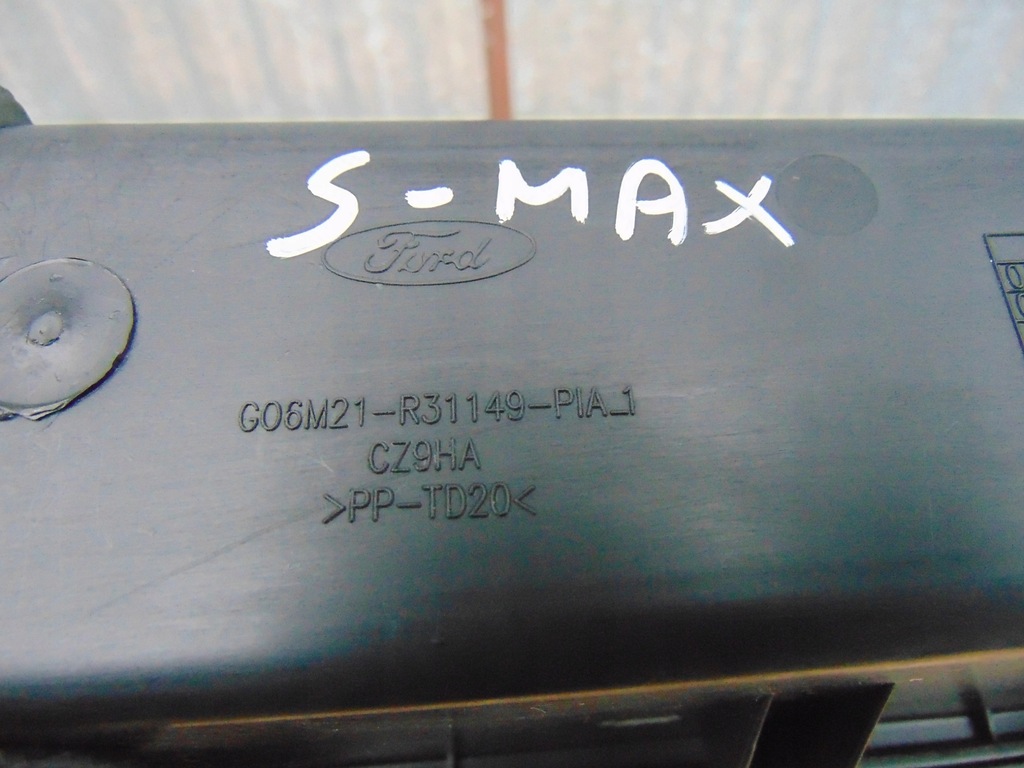 S-MAX
Ford
G06M21-R31149-PIA_1
CZ9HA
>PP-TD20<